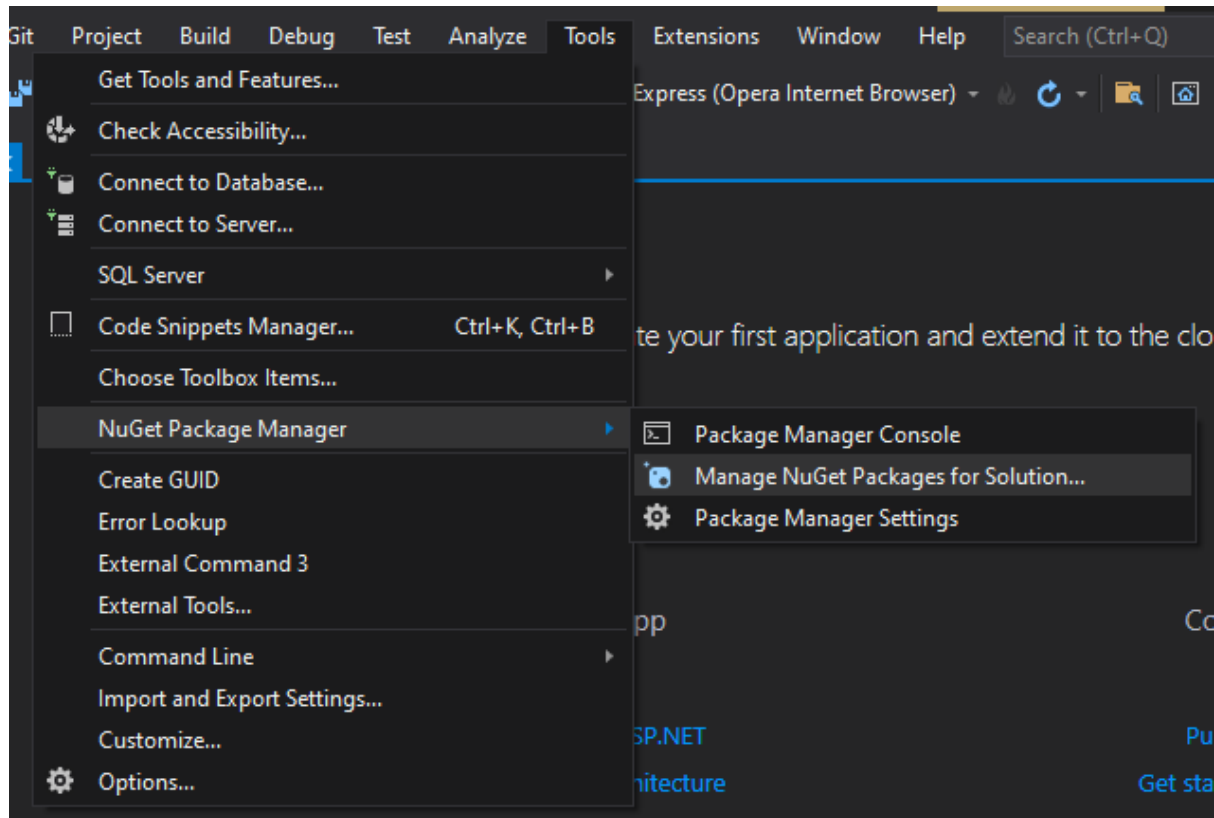 Git Project Build Debug Test Analyze Tools Extensions Window Help Search (Ctrl+Q)
Get Tools and Features...
Express (Opera Internet Browser)
Check Accessibility...
Connect to Database...
Connect to Server...
SQL Server
Code Snippets Manager... Ctrl+K, Ctrl+B
te your first application and extend it to the clo
Choose Toolbox Items...
NuGet Package Manager
Package Manager Console
Manage NuGet Packages for Solution...
Package Manager Settings
Create GUID
Error Lookup
External Command 3
External Tools...
pp Co
Command Line
Import and Export Settings...
Customize...
SP.NET Pu
Options...
hitecture Get sta